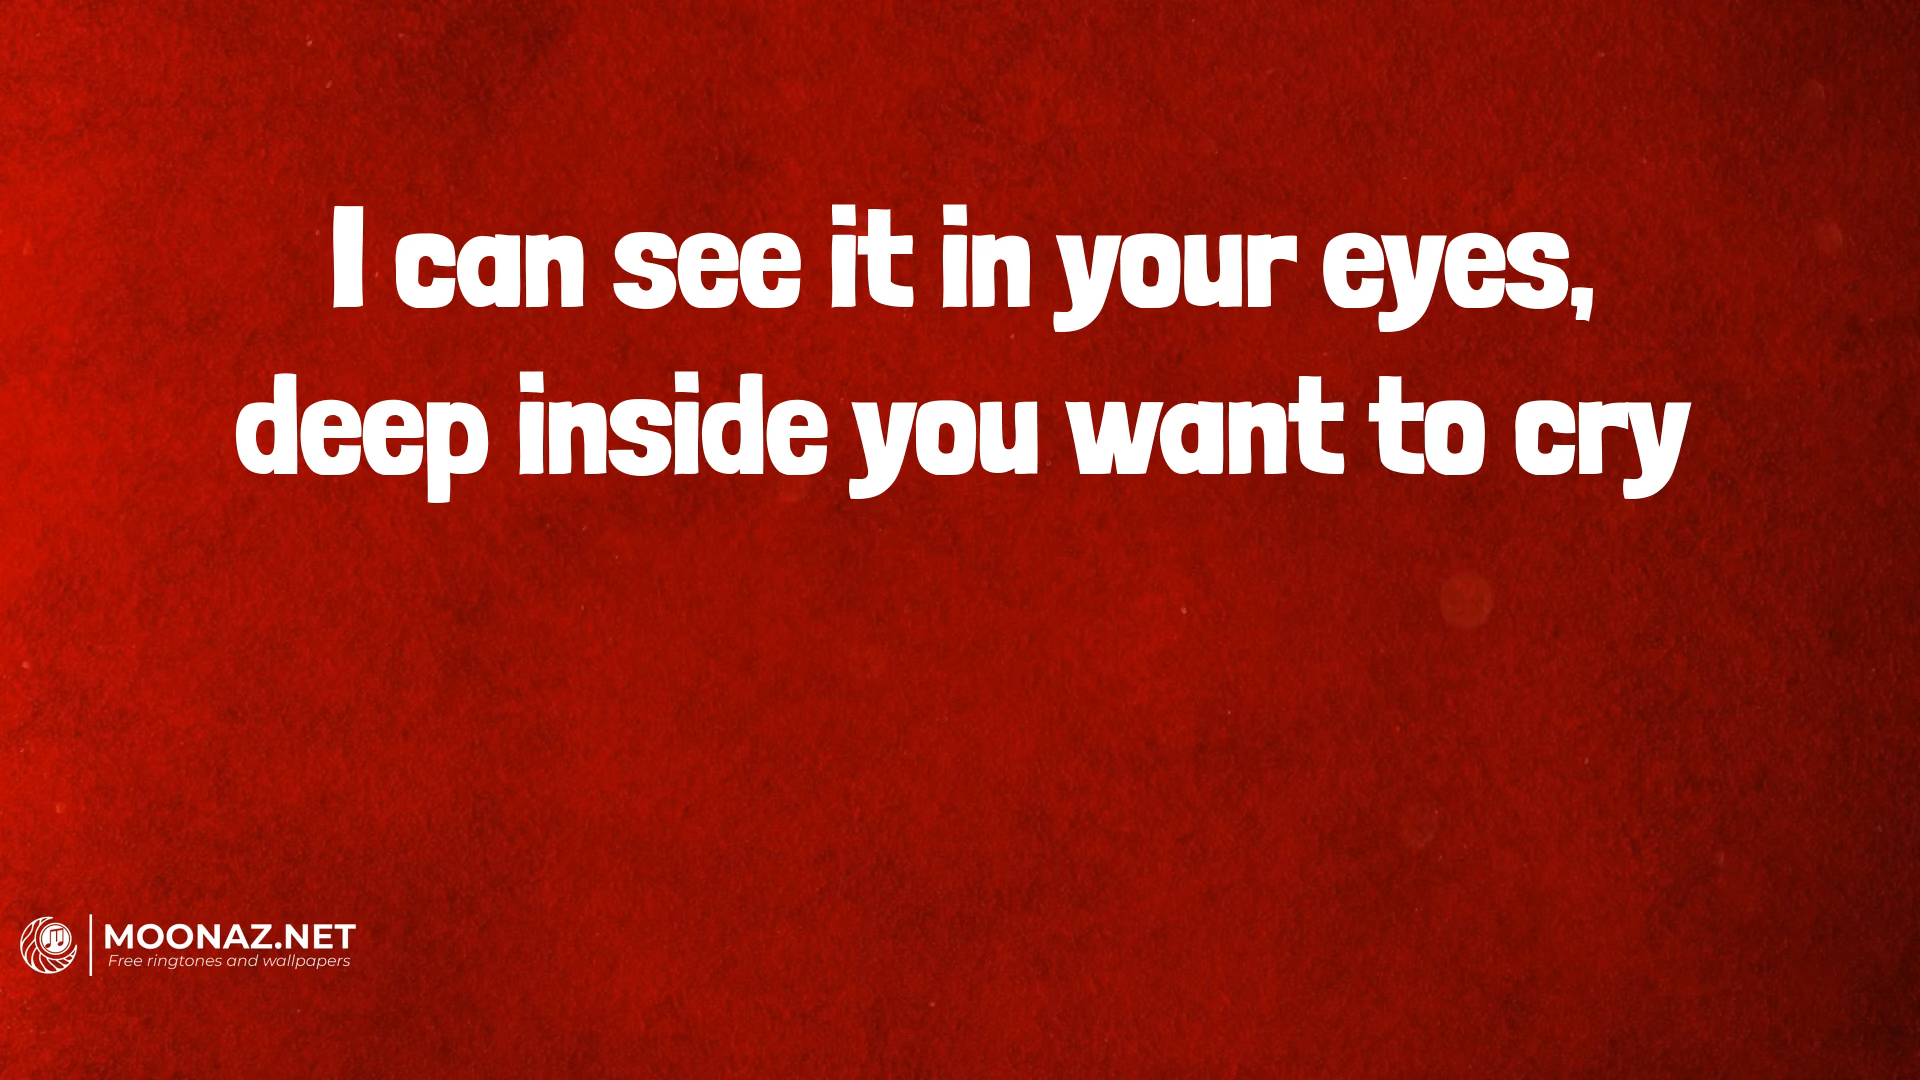 I can see it in your eyes,
deep inside you want to cry
MOONAZ.NET
Free ringtones and wallpapers